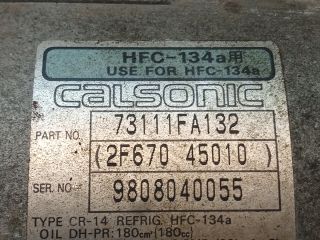 HFC-134a用
USE FOR HFC-134a
CALSONIC
PART NO. 73111FA132
(2F670 45010)
SER. NO 9808040055
TYPE CR-14 REFRIG. HFC-134a
OIL DH-PR:180cm³(180cc)